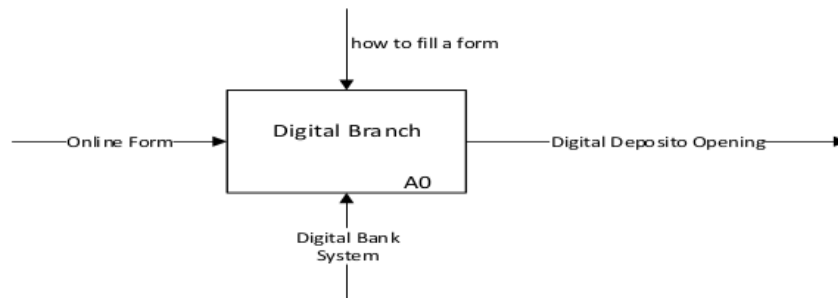 how to fill a form
Digital Branch
Online Form
Digital Deposito Opening
A0
Digital Bank
System